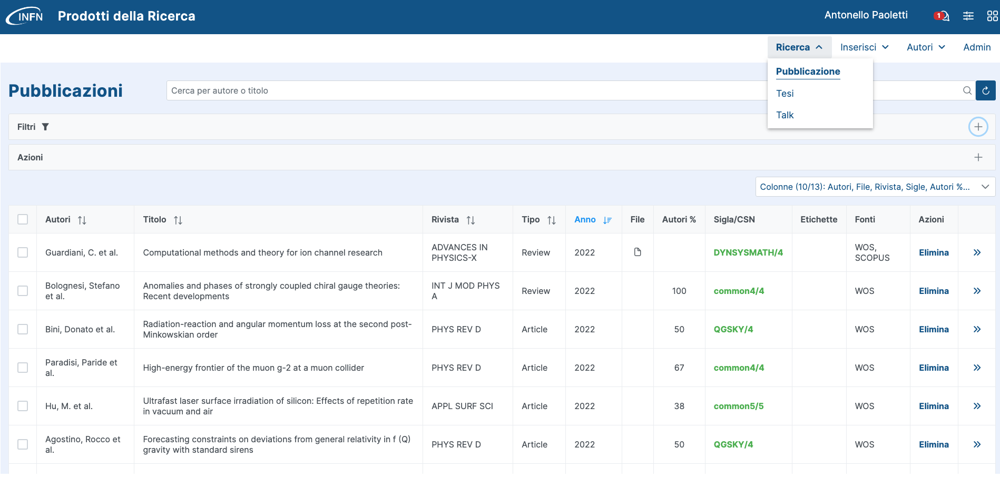 INFN
Prodotti della Ricerca
Antonello Paoletti
1
Ricerca
Inserisci
Autori
Admin
Pubblicazione
Tesi
Talk
Pubblicazioni
Cerca per autore o titolo
Filtri
Azioni
Colonne (10/13): Autori, File, Rivista, Sigle, Autori %...
Autori Titolo Rivista Tipo Anno File Autori % Sigla/CSN Etichette Fonti Azioni
Guardiani, C. et al.
Computational methods and theory for ion channel research
ADVANCES IN
PHYSICS-X
Review
2022
DYNSYSMATH/4
WOS,
SCOPUS
Elimina
Bolognesi, Stefano
et al.
Anomalies and phases of strongly coupled chiral gauge theories:
Recent developments
INT J MOD PHYS
A
Review
2022
100
common4/4
WOS
Elimina
Bini, Donato et al.
Radiation-reaction and angular momentum loss at the second post-
Minkowskian order
PHYS REV D
Article
2022
50
QGSKY/4
WOS
Elimina
Paradisi, Paride et
al.
High-energy frontier of the muon g-2 at a muon collider
PHYS REV D
Article
2022
67
common4/4
WOS
Elimina
Hu, M. et al.
Ultrafast laser surface irradiation of silicon: Effects of repetition rate
in vacuum and air
APPL SURF SCI
Article
2022
38
common5/5
WOS
Elimina
Agostino, Rocco et
al.
Forecasting constraints on deviations from general relativity in f (Q)
gravity with standard sirens
PHYS REV D
Article
2022
50
QGSKY/4
WOS
Elimina